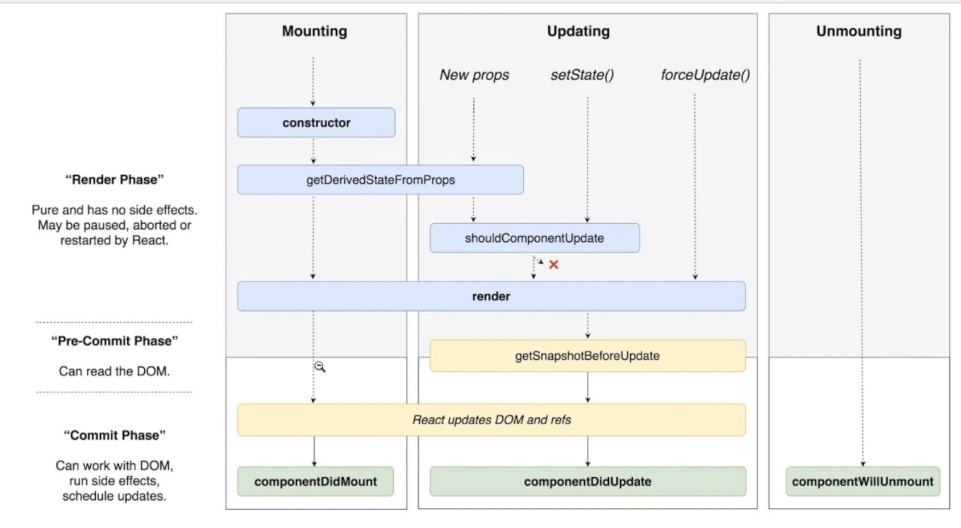 Mounting
Updating
Unmounting
New props
setState()
forceUpdate()
constructor
“Render Phase”
getDerivedStateFromProps
Pure and has no side effects.
May be paused, aborted or
restarted by React.
shouldComponentUpdate
render
“Pre-Commit Phase”
Can read the DOM.
getSnapshotBeforeUpdate
React updates DOM and refs
“Commit Phase”
Can work with DOM,
run side effects,
schedule updates.
componentDidMount
componentDidUpdate
componentWillUnmount